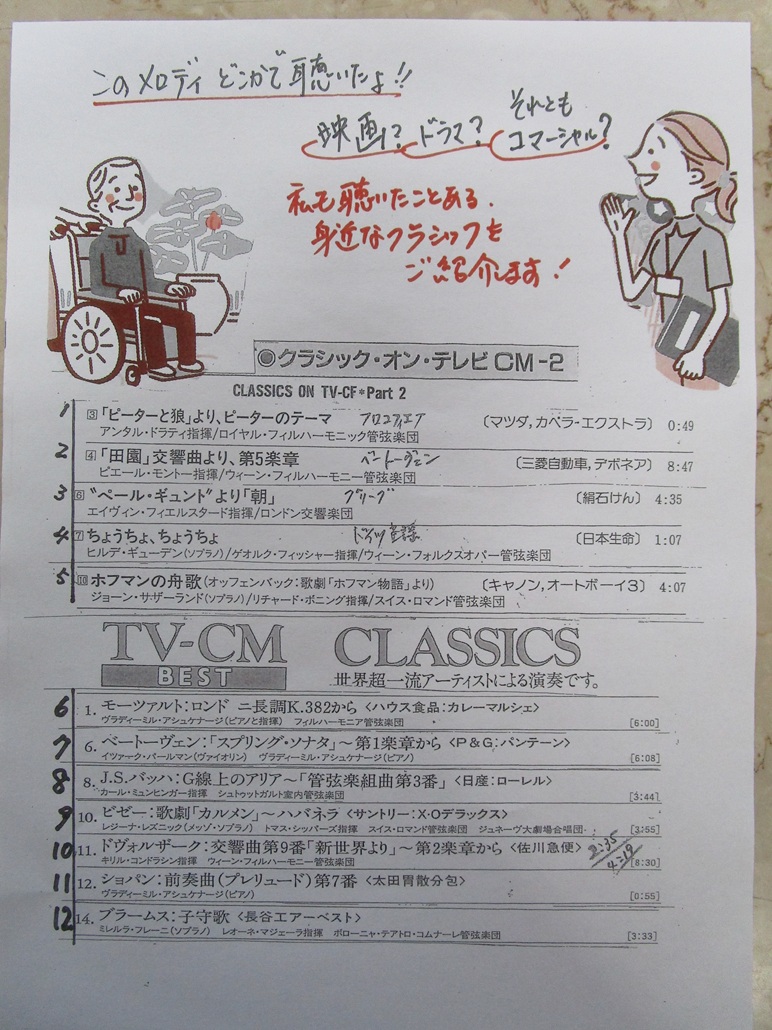 このメロディどこかで聴いたよ!!
映画? ドラマ? それとも コマーシャル?
私も聴いたことある.
身近なクラシックを
ご紹介します!
クラシック・オン・テレビCM-2
CLASSICS ON TV-CF*Part 2
1 3 「ピーターと狼」より、ピーターのテーマ プロコフィエフ 〔マツダ,カペラ・エクストラ〕 0:49
アンタル・ドラティ指揮/ロイヤル・フィルハーモニック管弦楽団
2 4 「田園」交響曲より、第5楽章 ベートーヴェン 〔三菱自動車,デボネア〕 8:47
ピエール・モントー指揮/ウィーン・フィルハーモニー管弦楽団
3 6 “ペール・ギュント”より「朝」 グリーグ 〔絹石けん〕 4:35
エイヴィン・フィエルスタード指揮/ロンドン交響楽団
4 7 ちょうちょ、ちょうちょ ドイツ童謡 〔日本生命〕 1:07
ヒルデ・ギューデン(ソプラノ)/ゲオルク・フィッシャー指揮/ウィーン・フォルクスオパー管弦楽団
5 10 ホフマンの舟歌(オッフェンバック:歌劇「ホフマン物語」より) 〔キャノン,オートボーイ3〕 4:07
ジョーン・サザーランド(ソプラノ)/リチャード・ボニング指揮/スイス・ロマンド管弦楽団
TV-CM CLASSICS
BEST 世界超一流アーティストによる演奏です。
6 1. モーツァルト:ロンド ニ長調K.382から〈ハウス食品:カレーマルシェ〉
ヴラディーミル・アシュケナージ(ピアノと指揮) フィルハーモニア管弦楽団 [6:00]
7 6. ベートーヴェン:「スプリング・ソナタ」〜第1楽章から〈P&G:パンテーン〉
イツァーク・パールマン(ヴァイオリン) ヴラディーミル・アシュケナージ(ピアノ) [6:08]
8 8. J.S.バッハ:G線上のアリア〜「管弦楽組曲第3番」〈日産:ローレル〉
カール・ミュンヒンガー指揮 シュトゥットガルト室内管弦楽団 [3:44]
9 10. ビゼー:歌劇「カルメン」〜ハバネラ〈サントリー:X・Oデラックス〉
レジーナ・レズニック(メッゾ・ソプラノ) トマス・シッパーズ指揮 スイス・ロマンド管弦楽団 ジュネーヴ大劇場合唱団 [3:55]
10 11. ドヴォルザーク:交響曲第9番「新世界より」〜第2楽章から〈佐川急便〉 2:35
キリル・コンドラシン指揮 ウィーン・フィルハーモニー管弦楽団 4:19 [8:30]
11 12. ショパン:前奏曲(プレリュード)第7番〈太田胃散分包〉
ヴラディーミル・アシュケナージ(ピアノ) [0:55]
12 14. ブラームス:子守歌〈長谷エアーベスト〉
ミレルラ・フレーニ(ソプラノ) レオーネ・マジェーラ指揮 ボローニャ・テアトロ・コムナーレ管弦楽団 [3:33]